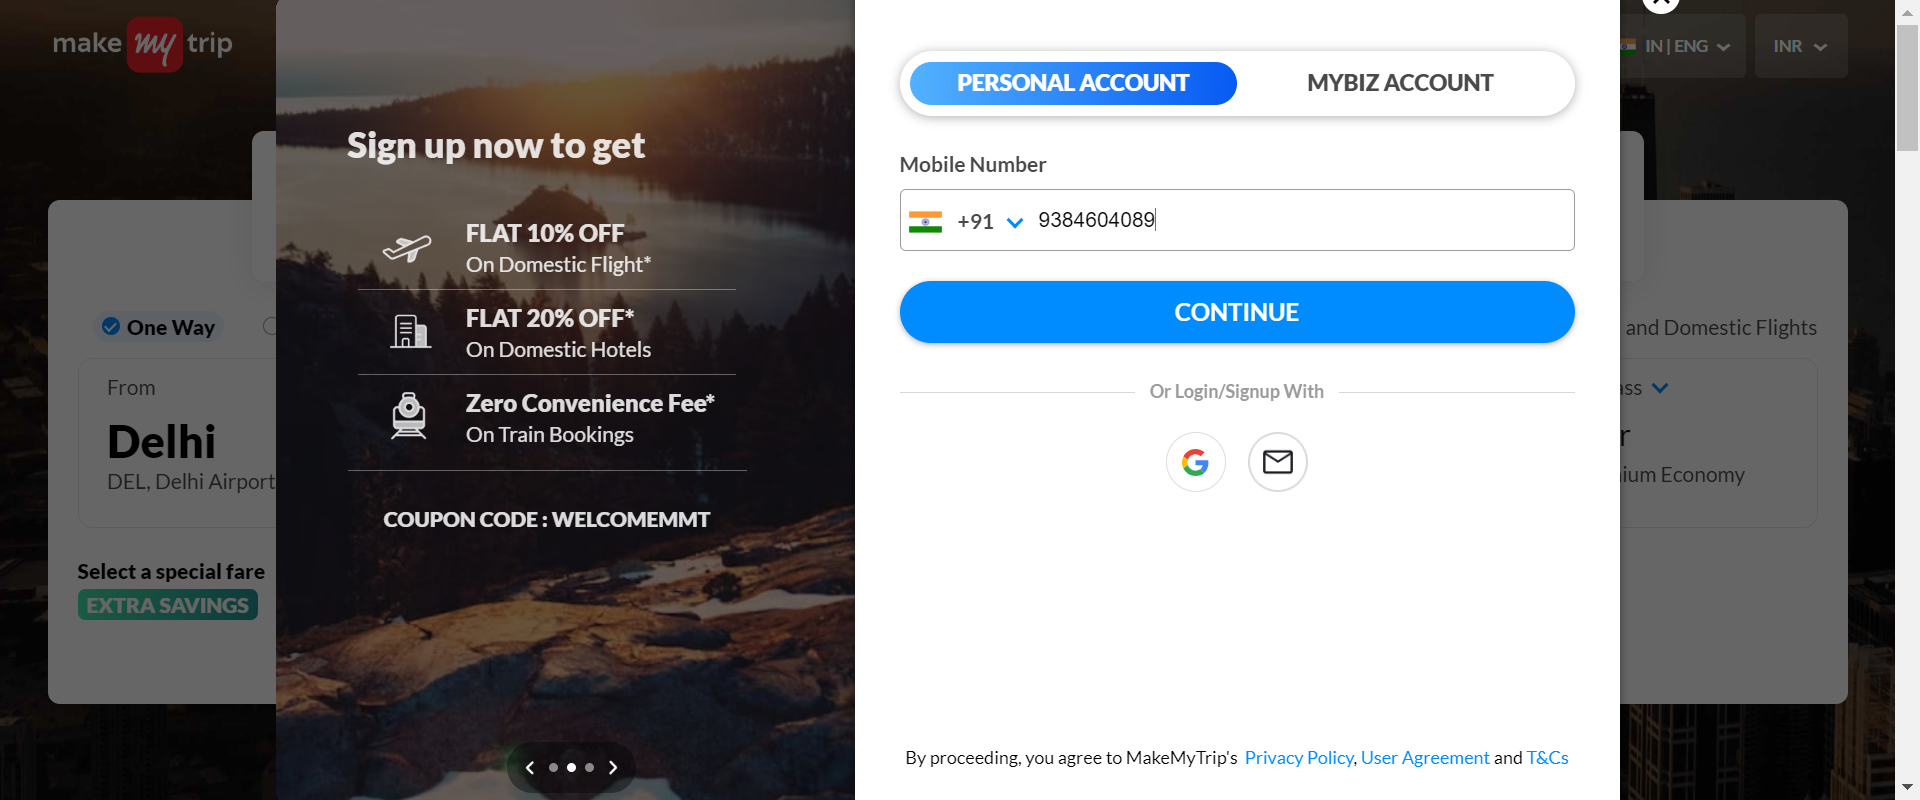 make my trip
IN | ENG
INR
One Way
From
Delhi
DEL, Delhi Airport
Select a special fare
EXTRA SAVINGS
Sign up now to get
FLAT 10% OFF
On Domestic Flight*
FLAT 20% OFF*
On Domestic Hotels
Zero Convenience Fee*
On Train Bookings
COUPON CODE : WELCOMEMMT
PERSONAL ACCOUNT
MYBIZ ACCOUNT
Mobile Number
+91 9384604089
CONTINUE
Or Login/Signup With
By proceeding, you agree to MakeMyTrip's Privacy Policy, User Agreement and T&Cs
and Domestic Flights
Economy